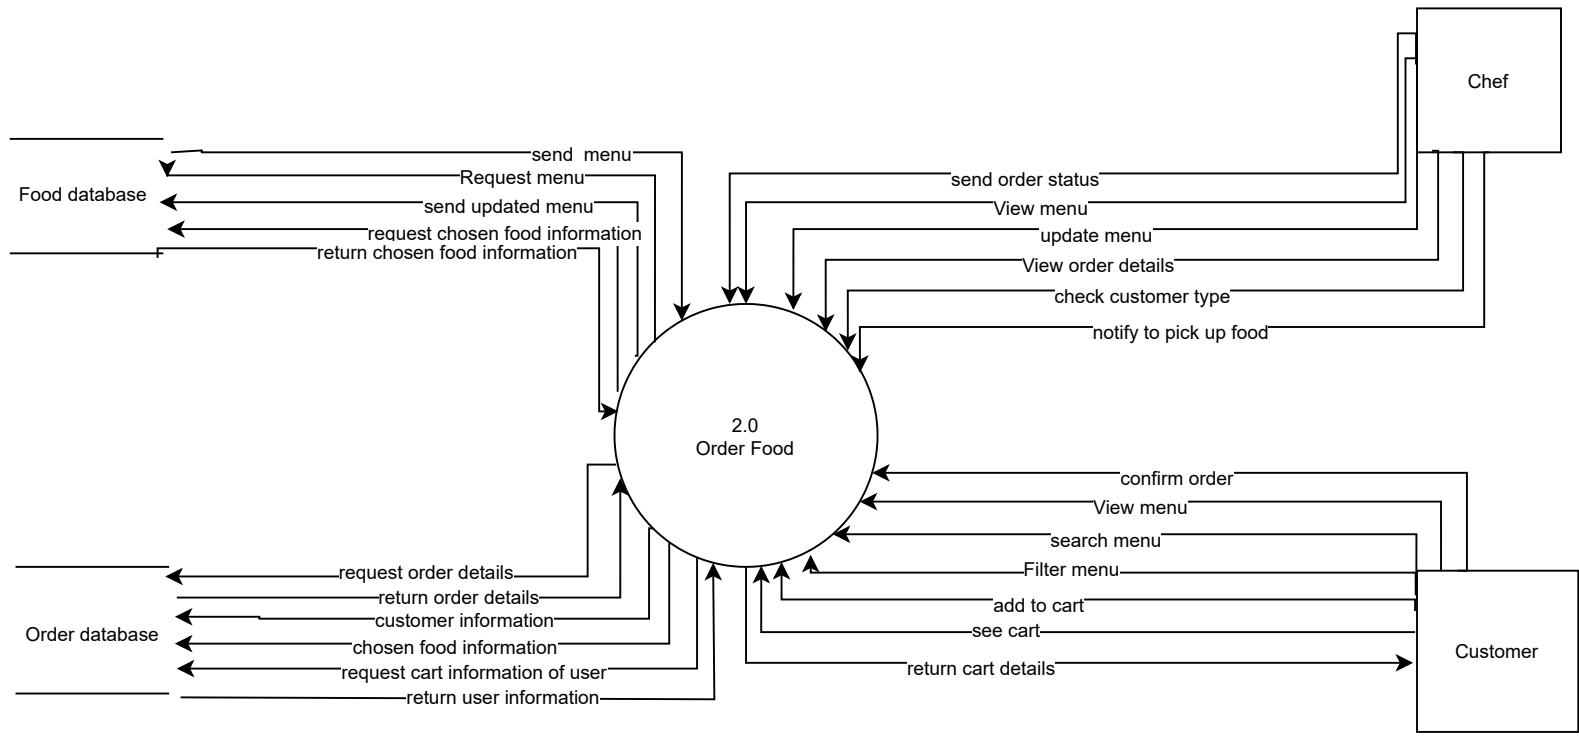 Chef
send  menu
Request menu
Food database
send updated menu
request chosen food information
return chosen food information
send order status
View menu
update menu
View order details
check customer type
notify to pick up food
2.0
Order Food
confirm order
View menu
search menu
Filter menu
add to cart
see cart
return cart details
Customer
request order details
return order details
customer information
Order database
chosen food information
request cart information of user
return user information